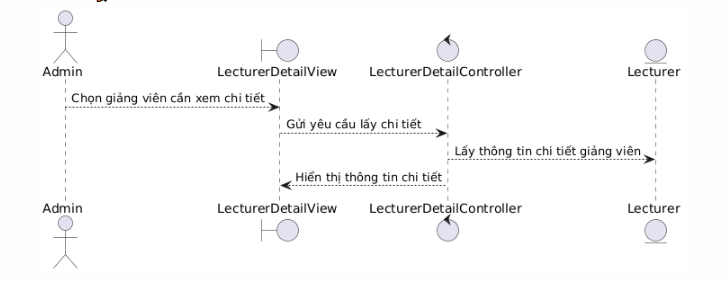 Admin
LecturerDetailView
LecturerDetailController
Lecturer
Chọn giảng viên cần xem chi tiết
Gửi yêu cầu lấy chi tiết
Lấy thông tin chi tiết giảng viên
Hiển thị thông tin chi tiết
Admin
LecturerDetailView
LecturerDetailController
Lecturer